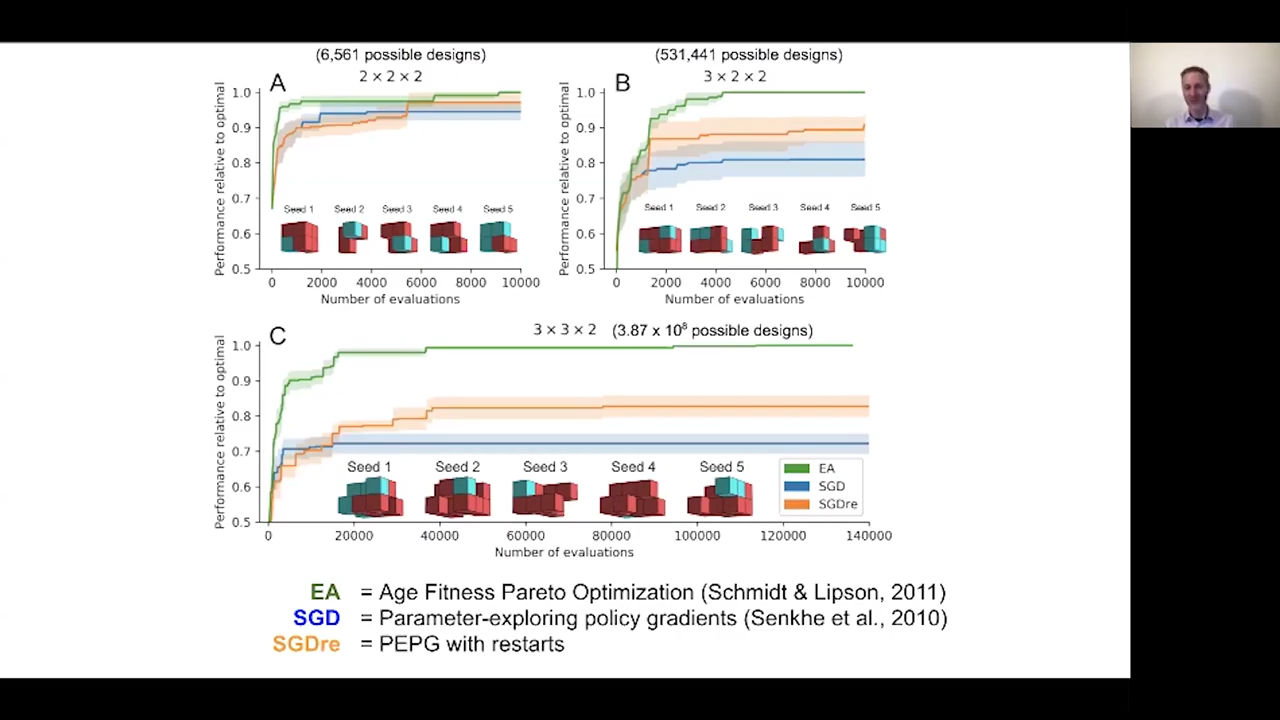 (6,561 possible designs)
2 × 2 × 2
A
Performance relative to optimal
1.0
0.9
0.8
0.7
0.6
0.5
Seed 1 Seed 2 Seed 3 Seed 4 Seed 5
0 2000 4000 6000 8000 10000
Number of evaluations
(531,441 possible designs)
3 × 2 × 2
B
Performance relative to optimal
1.0
0.9
0.8
0.7
0.6
0.5
Seed 1 Seed 2 Seed 3 Seed 4 Seed 5
0 2000 4000 6000 8000 10000
Number of evaluations
C
3 × 3 × 2 (3.87 x 10⁸ possible designs)
Performance relative to optimal
1.0
0.9
0.8
0.7
0.6
0.5
Seed 1 Seed 2 Seed 3 Seed 4 Seed 5
EA
SGD
SGDre
0 20000 40000 60000 80000 100000 120000 140000
Number of evaluations
EA = Age Fitness Pareto Optimization (Schmidt & Lipson, 2011)
SGD = Parameter-exploring policy gradients (Senkhe et al., 2010)
SGDre = PEPG with restarts